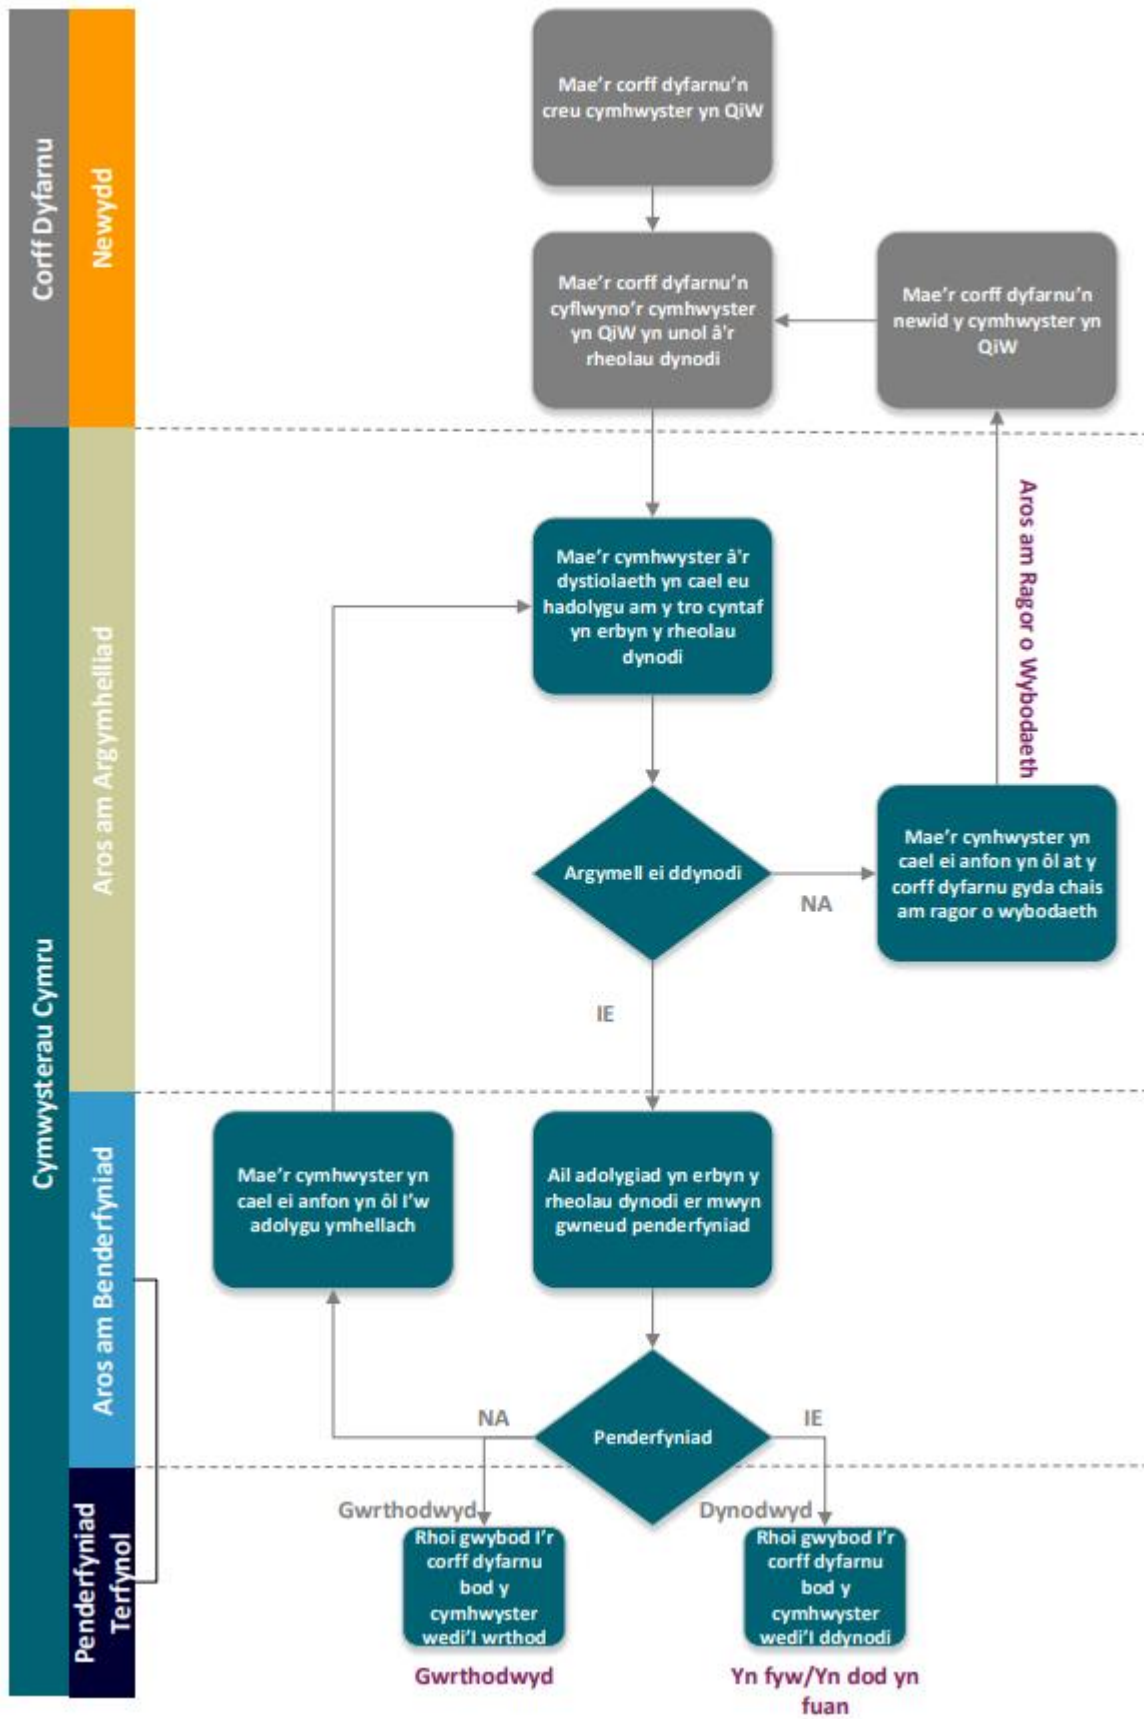 Corff Dyfarnu
Newydd
Mae'r corff dyfarnu'n
creu cymhwyster yn QiW
Mae'r corff dyfarnu'n
cyflwyno'r cymhwyster
yn QiW yn unol â'r
rheolau dynodi
Mae'r corff dyfarnu'n
newid y cymhwyster yn
QiW
Cymwysterau Cymru
Aros am Argymhelliad
Mae'r cymhwyster â'r
dystiolaeth yn cael eu
hadolygu am y tro cyntaf
yn erbyn y rheolau
dynodi
Aros am Ragor o Wybodaeth
Argymell ei ddynodi
NA
Mae'r cynhwyster yn
cael ei anfon yn ôl at y
corff dyfarnu gyda chais
am ragor o wybodaeth
IE
Aros am Benderfyniad
Mae'r cymhwyster yn
cael ei anfon yn ôl I'w
adolygu ymhellach
Ail adolygiad yn erbyn y
rheolau dynodi er mwyn
gwneud penderfyniad
NA
Penderfyniad
IE
Penderfyniad
Terfynol
Gwrthodwyd
Rhoi gwybod I'r
corff dyfarnu
bod y
cymhwyster
wedi'I wrthod
Gwrthodwyd
Dynodwyd
Rhoi gwybod I'r
corff dyfarnu
bod y
cymhwyster
wedi'I ddynodi
Yn fyw/Yn dod yn
fuan